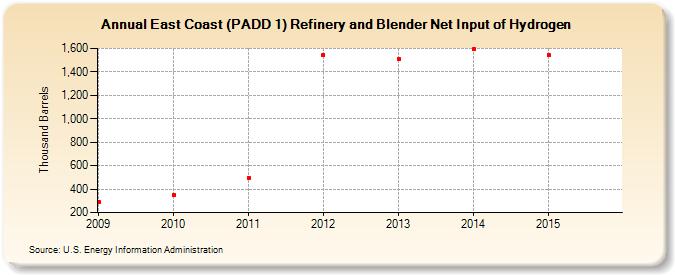 Annual East Coast (PADD 1) Refinery and Blender Net Input of Hydrogen
Thousand Barrels
1,600
1,400
1,200
1,000
800
600
400
200
2009 2010 2011 2012 2013 2014 2015
Source: U.S. Energy Information Administration